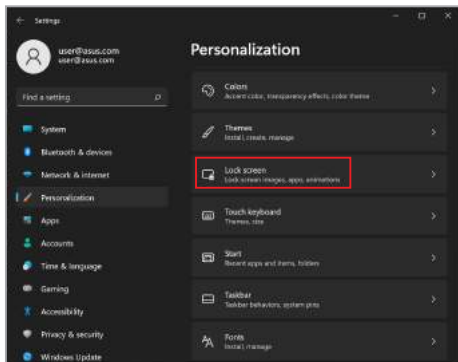 Settings
user@asus.com
user@asus.com
Find a setting
System
Bluetooth & devices
Network & internet
Personalization
Apps
Accounts
Time & language
Gaming
Accessibility
Privacy & security
Windows Update
Personalization
Colors
Accent color, transparency effects, color theme
Themes
Install, create, manage
Lock screen
Lock screen images, apps, animations
Touch keyboard
Themes, size
Start
Recent apps and items, folders
Taskbar
Taskbar behaviors, system pins
Fonts
Install, manage